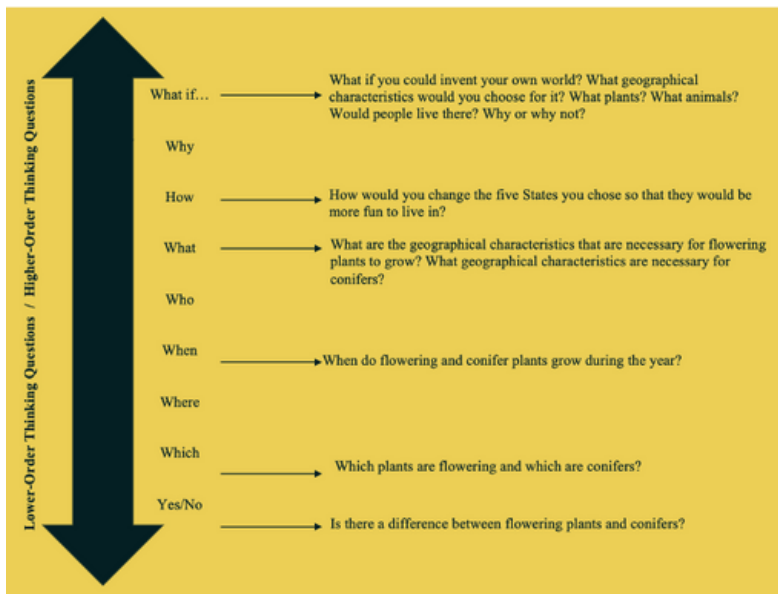 Lower-Order Thinking Questions / Higher-Order Thinking Questions
What if…
What if you could invent your own world? What geographical
characteristics would you choose for it? What plants? What animals?
Would people live there? Why or why not?
Why
How
How would you change the five States you chose so that they would be
more fun to live in?
What
What are the geographical characteristics that are necessary for flowering
plants to grow? What geographical characteristics are necessary for
conifers?
Who
When
When do flowering and conifer plants grow during the year?
Where
Which
Which plants are flowering and which are conifers?
Yes/No
Is there a difference between flowering plants and conifers?